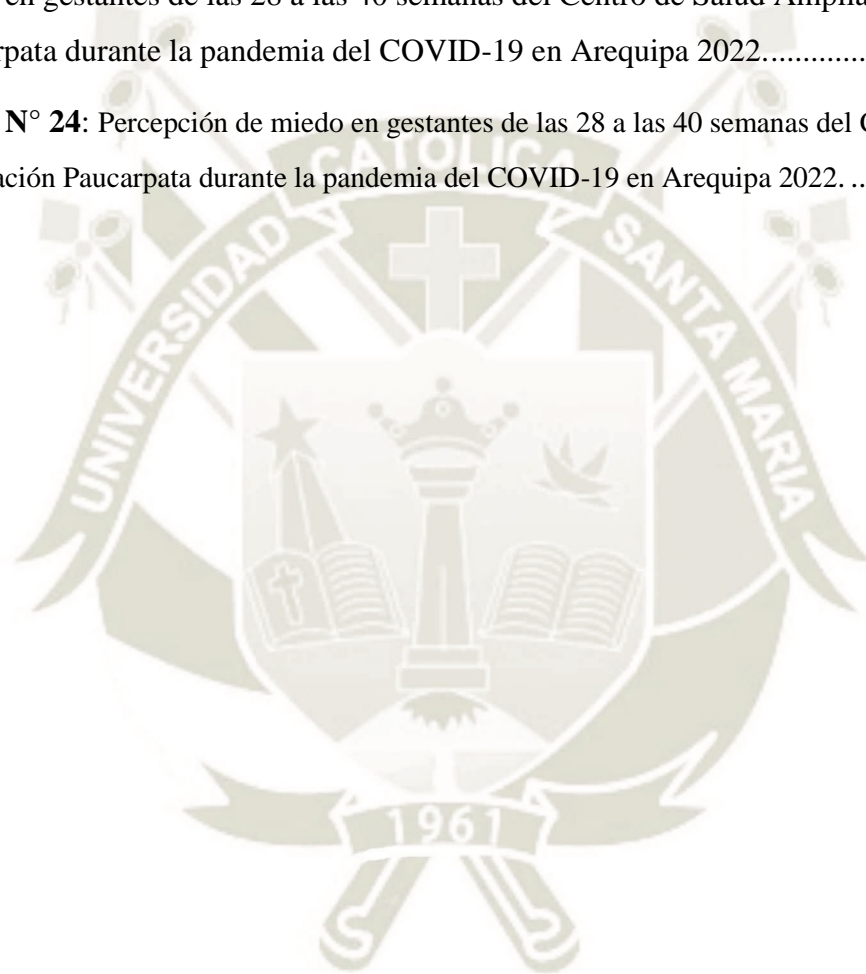 en gestantes de las 28 a las 40 semanas del Centro de Salud Amplia
rpata durante la pandemia del COVID-19 en Arequipa 2022.............
N° 24: Percepción de miedo en gestantes de las 28 a las 40 semanas del C
ación Paucarpata durante la pandemia del COVID-19 en Arequipa 2022. ..
UNIVERSIDAD CATOLICA SANTA MARIA
1961